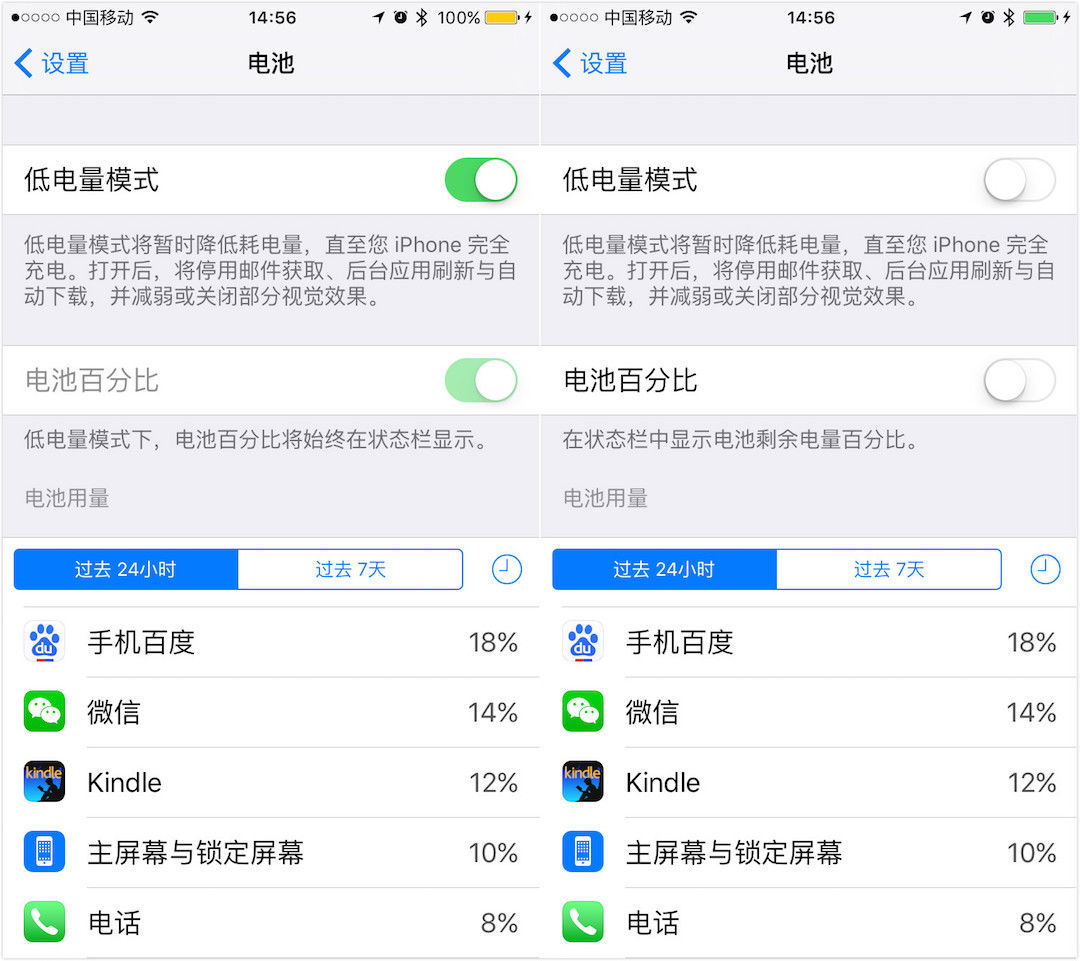 中国移动 14:56 100%
设置 电池
低电量模式
低电量模式将暂时降低耗电量，直至您 iPhone 完全
充电。打开后，将停用邮件获取、后台应用刷新与自
动下载，并减弱或关闭部分视觉效果。
电池百分比
低电量模式下，电池百分比将始终在状态栏显示。
电池用量
过去 24小时 过去 7天
du 手机百度 18%
微信 14%
kindle Kindle 12%
主屏幕与锁定屏幕 10%
电话 8%
中国移动 14:56
设置 电池
低电量模式
低电量模式将暂时降低耗电量，直至您 iPhone 完全
充电。打开后，将停用邮件获取、后台应用刷新与自
动下载，并减弱或关闭部分视觉效果。
电池百分比
在状态栏中显示电池剩余电量百分比。
电池用量
过去 24小时 过去 7天
du 手机百度 18%
微信 14%
kindle Kindle 12%
主屏幕与锁定屏幕 10%
电话 8%